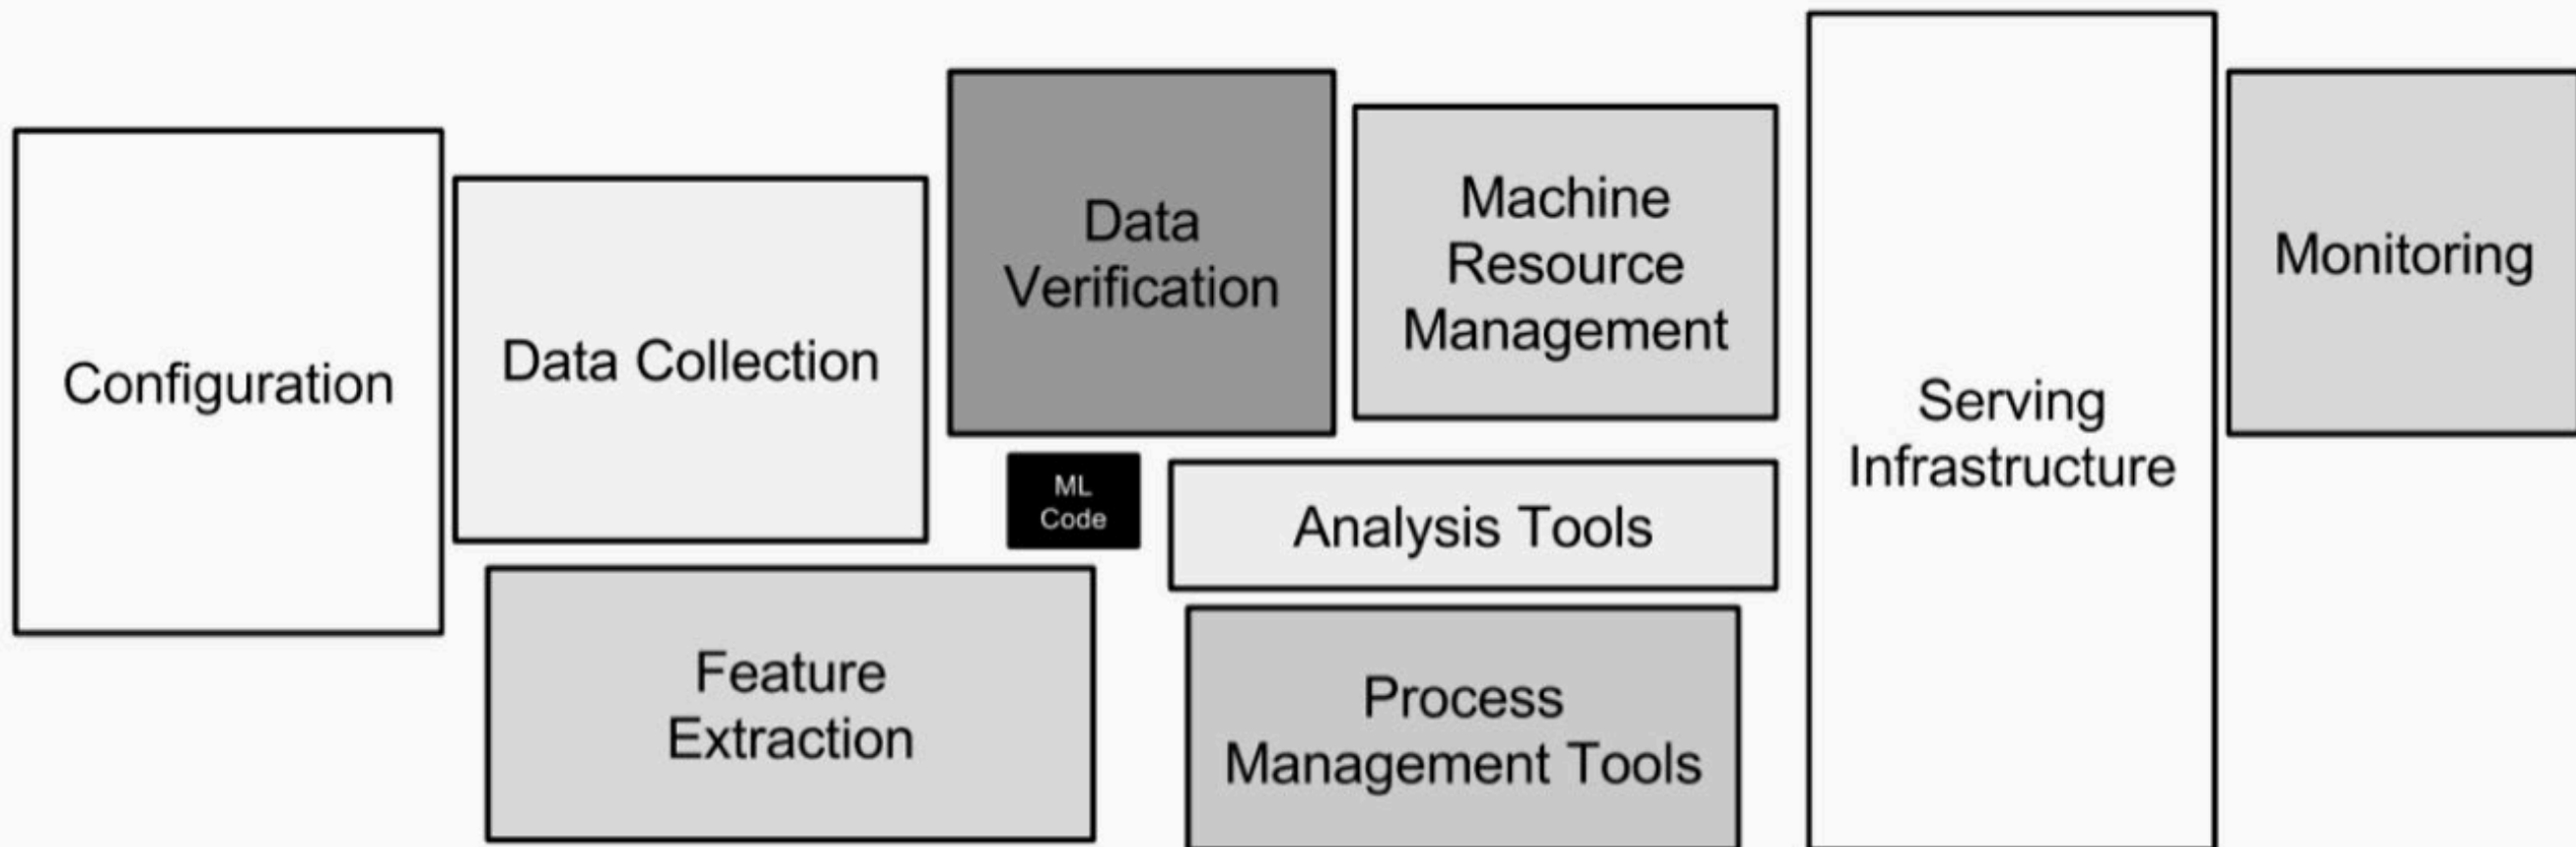 Configuration
Data Collection
Data
Verification
Machine
Resource
Management
Serving
Infrastructure
Monitoring
ML
Code
Analysis Tools
Feature
Extraction
Process
Management Tools